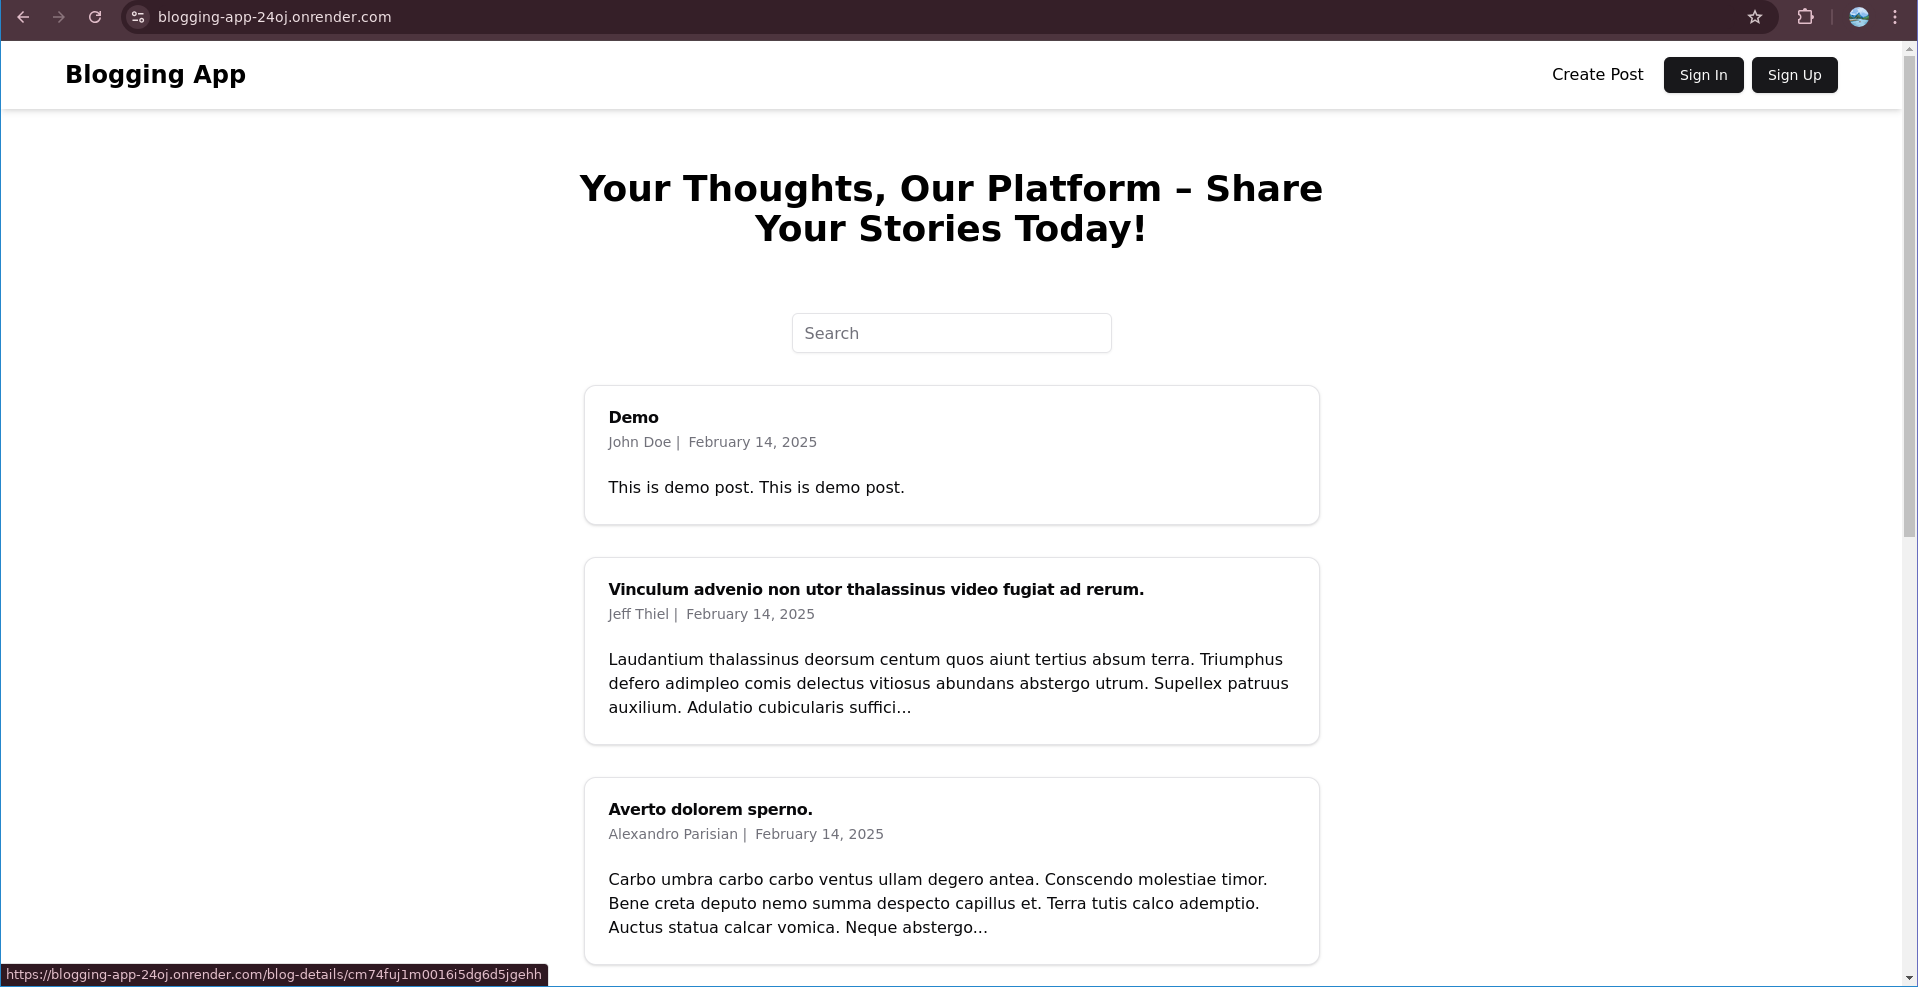 blogging-app-24oj.onrender.com
Blogging App
Create Post
Sign In
Sign Up
Your Thoughts, Our Platform – Share
Your Stories Today!
Search
Demo
John Doe | February 14, 2025
This is demo post. This is demo post.
Vinculum advenio non utor thalassinus video fugiat ad rerum.
Jeff Thiel | February 14, 2025
Laudantium thalassinus deorsum centum quos aiunt tertius absum terra. Triumphus
defero adimpleo comis delectus vitiosus abundans abstergo utrum. Supellex patruus
auxilium. Adulatio cubicularis suffici...
Averto dolorem sperno.
Alexandro Parisian | February 14, 2025
Carbo umbra carbo carbo ventus ullam degero antea. Conscendo molestiae timor.
Bene creta deputo nemo summa despecto capillus et. Terra tutis calco ademptio.
Auctus statua calcar vomica. Neque abstergo...
https://blogging-app-24oj.onrender.com/blog-details/cm74fuj1m0016i5dg6d5jgehh